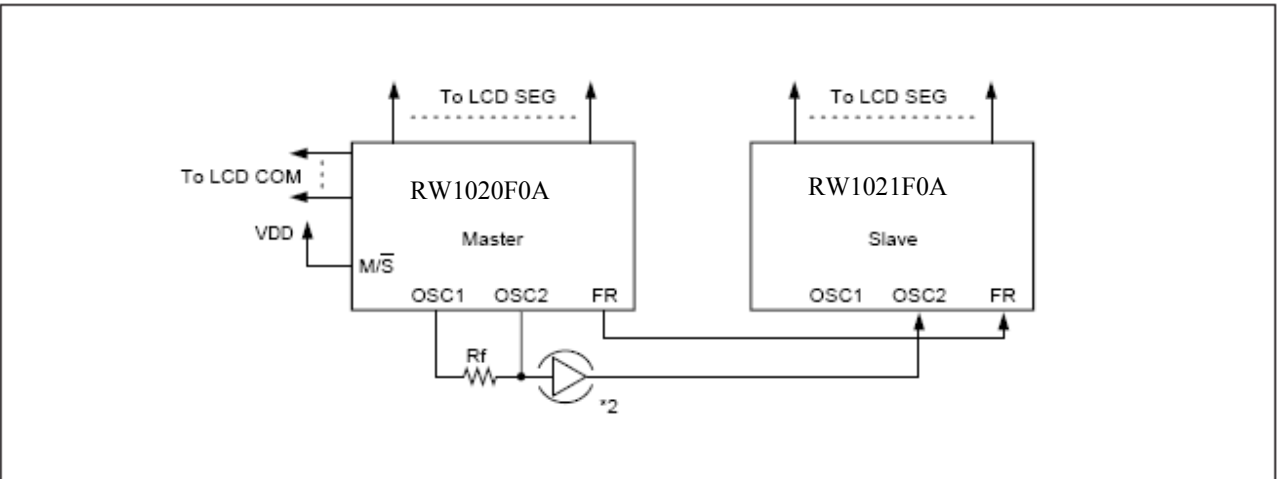 To LCD SEG
To LCD SEG
To LCD COM
RW1020F0A
RW1021F0A
VDD
Master
Slave
M/S̅
OSC1 OSC2 FR
OSC1 OSC2 FR
Rf
*2